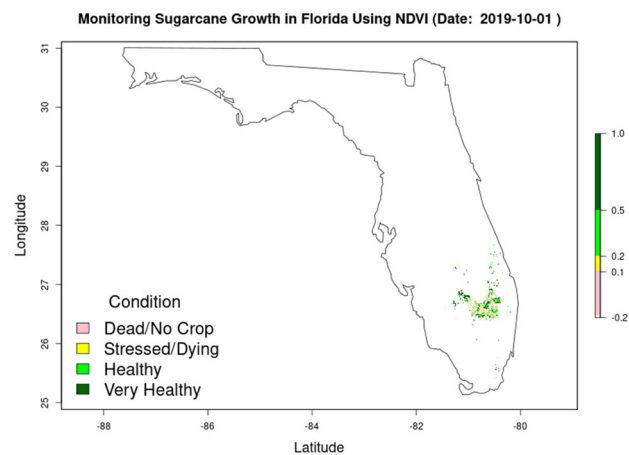 Monitoring Sugarcane Growth in Florida Using NDVI (Date: 2019-10-01 )
31
30
29
28
27
26
25
Longitude
-88
-86
-84
-82
-80
Latitude
Condition
Dead/No Crop
Stressed/Dying
Healthy
Very Healthy
1.0
0.5
0.2
0.1
-0.2